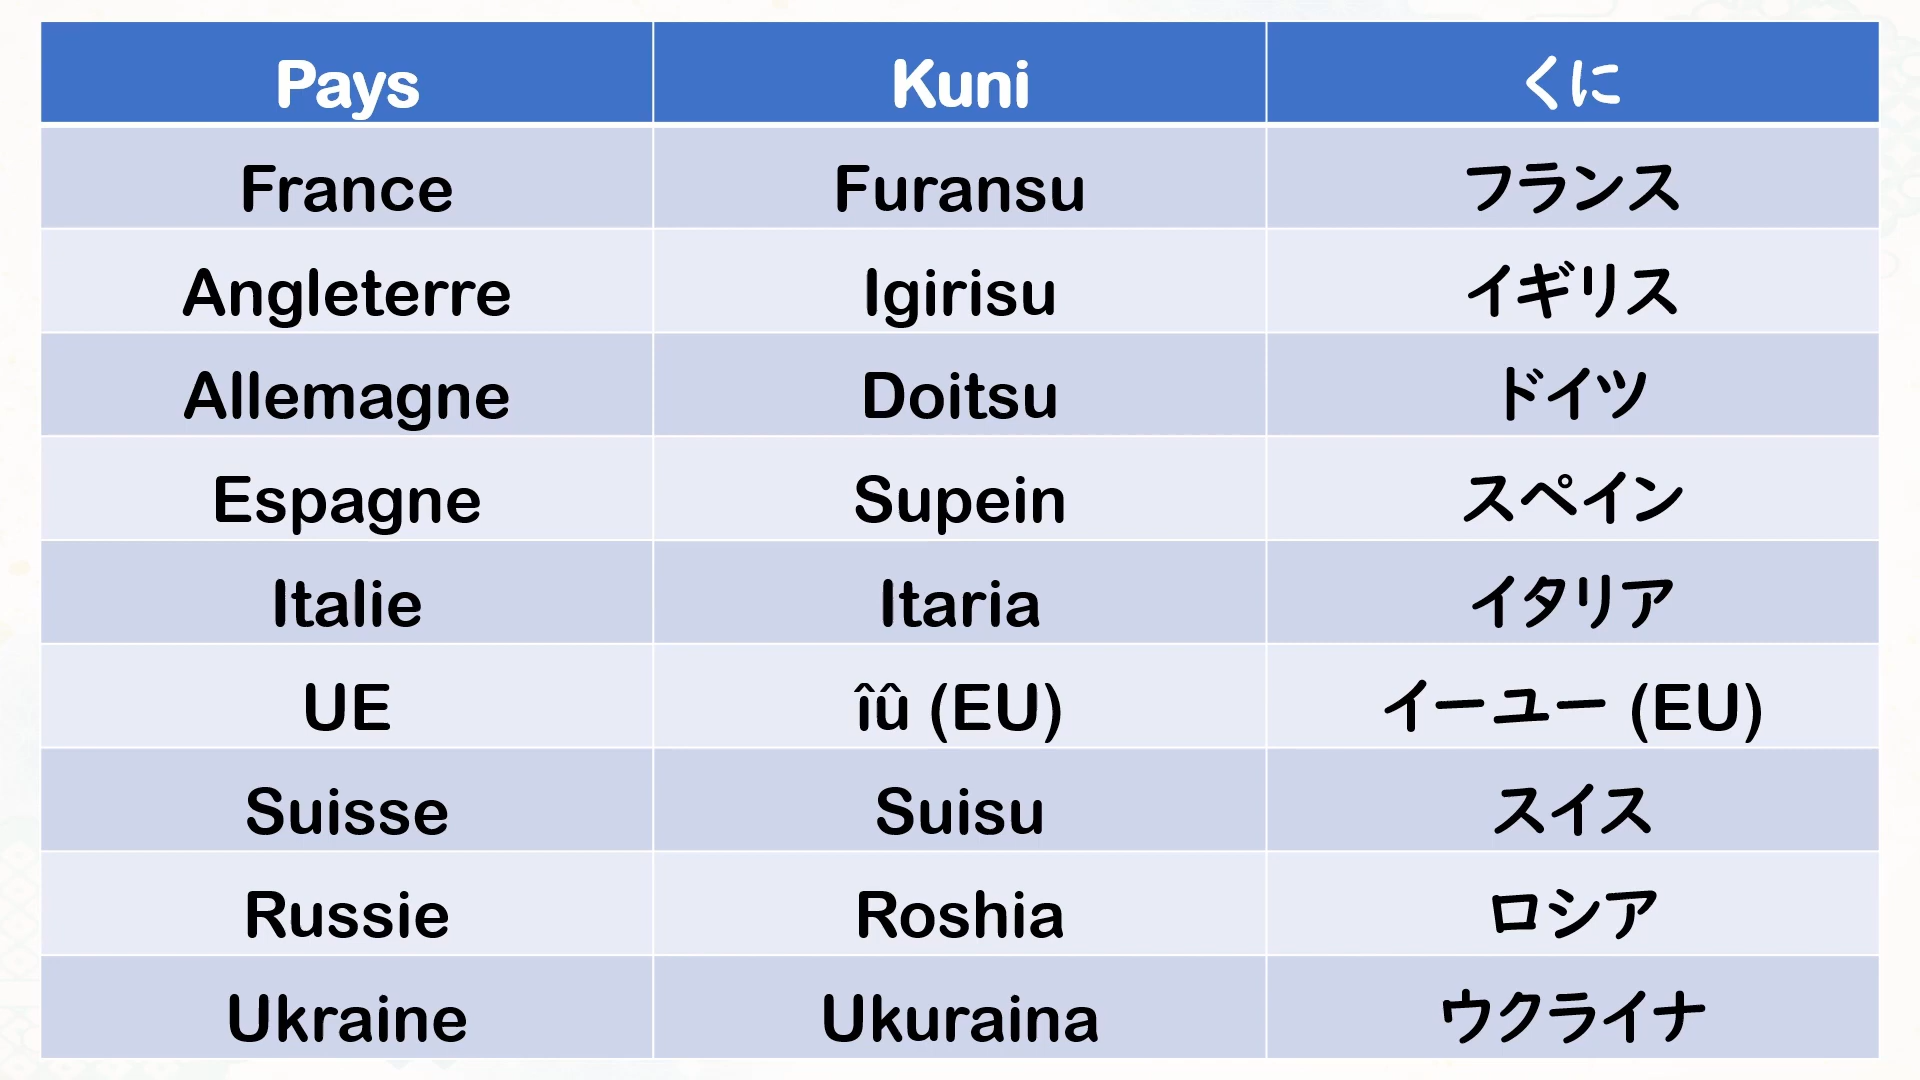 Pays Kuni くに
France Furansu フランス
Angleterre Igirisu イギリス
Allemagne Doitsu ドイツ
Espagne Supein スペイン
Italie Itaria イタリア
UE îû (EU) イーユー (EU)
Suisse Suisu スイス
Russie Roshia ロシア
Ukraine Ukuraina ウクライナ